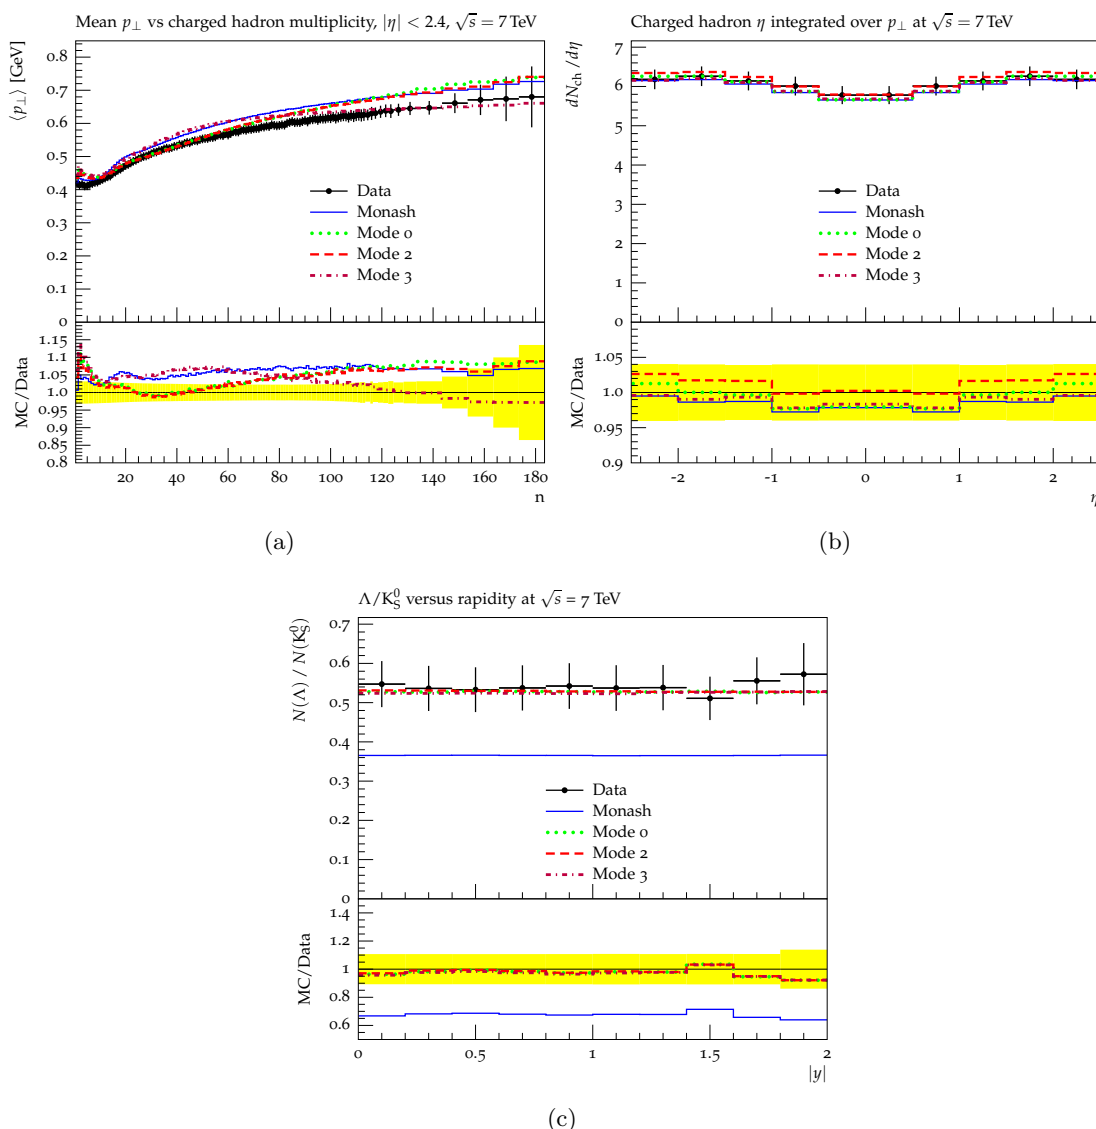 Mean p⊥ vs charged hadron multiplicity, |η| < 2.4, √s = 7 TeV
⟨p⊥⟩ [GeV]
0.8
0.7
0.6
0.5
0.4
0.3
0.2
0.1
0
Data
Monash
Mode 0
Mode 2
Mode 3
MC/Data
1.15
1.10
1.05
1.0
0.95
0.9
0.85
0.8
20 40 60 80 100 120 140 160 180
n
(a)
Charged hadron η integrated over p⊥ at √s = 7 TeV
dNch/dη
7
6
5
4
3
2
1
0
Data
Monash
Mode 0
Mode 2
Mode 3
MC/Data
1.05
1.00
0.95
0.9
-2 -1 0 1 2
η
(b)
Λ/K⁰S versus rapidity at √s = 7 TeV
N(Λ) / N(K⁰S)
0.7
0.6
0.5
0.4
0.3
0.2
0.1
0
Data
Monash
Mode 0
Mode 2
Mode 3
MC/Data
1.4
1.2
1
0.8
0.6
0 0.5 1 1.5 2
|y|
(c)